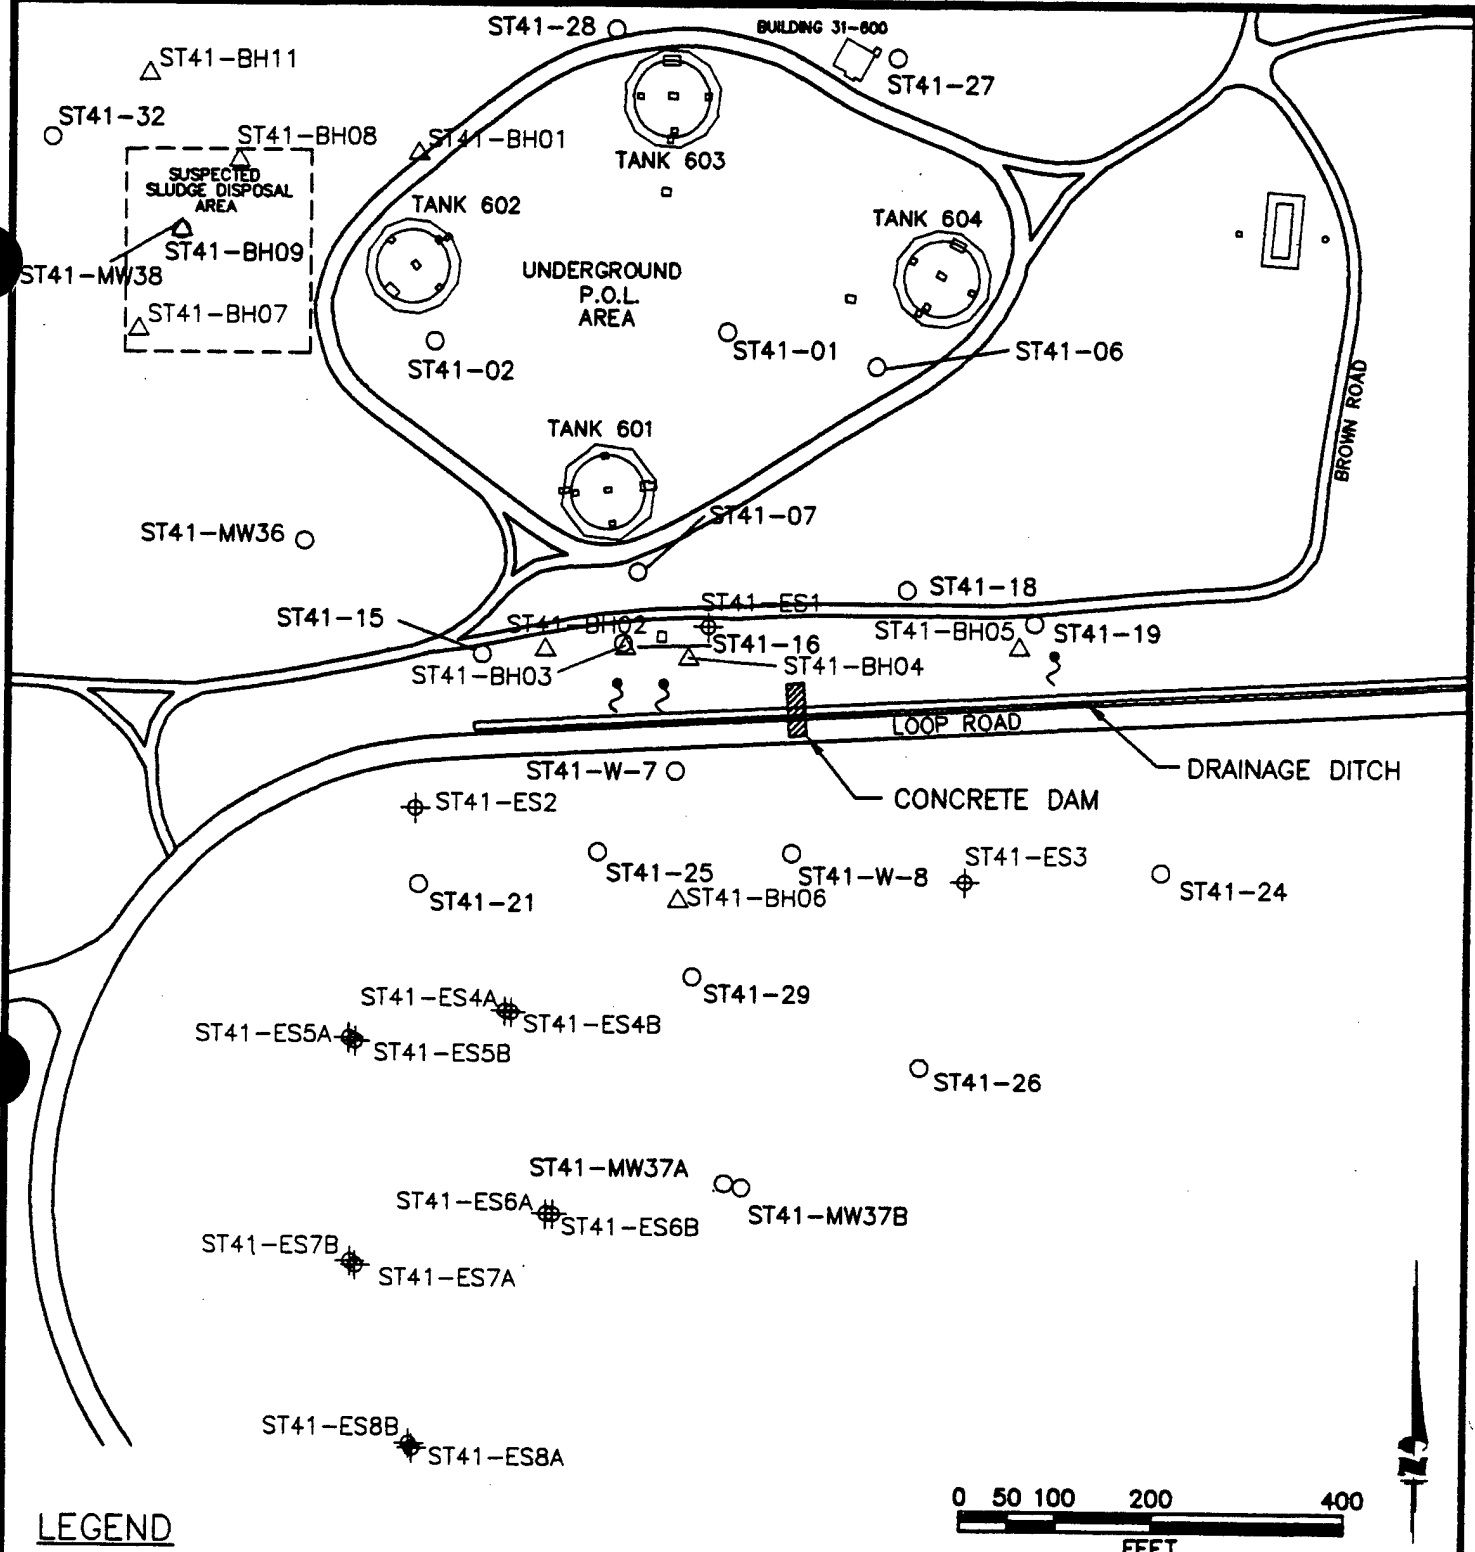 ST41-28
BUILDING 31-600
ST41-BH11
ST41-27
ST41-32
ST41-BH08
ST41-BH01
TANK 603
SUSPECTED
SLUDGE DISPOSAL
AREA
TANK 602
TANK 604
ST41-BH09
ST41-MW38
UNDERGROUND
P.O.L.
AREA
ST41-BH07
ST41-01
ST41-06
ST41-02
BROWN ROAD
TANK 601
ST41-07
ST41-MW36
ST41-18
ST41-ES1
ST41-15
ST41-BH02
ST41-BH05
ST41-19
ST41-16
ST41-BH04
ST41-BH03
LOOP ROAD
ST41-W-7
DRAINAGE DITCH
ST41-ES2
CONCRETE DAM
ST41-ES3
ST41-25
ST41-W-8
ST41-24
ST41-21
ST41-BH06
ST41-29
ST41-ES4A
ST41-ES4B
ST41-ES5A
ST41-ES5B
ST41-26
ST41-MW37A
ST41-ES6A
ST41-MW37B
ST41-ES6B
ST41-ES7B
ST41-ES7A
ST41-ES8B
ST41-ES8A
N
0 50 100 200 400
FEET
LEGEND